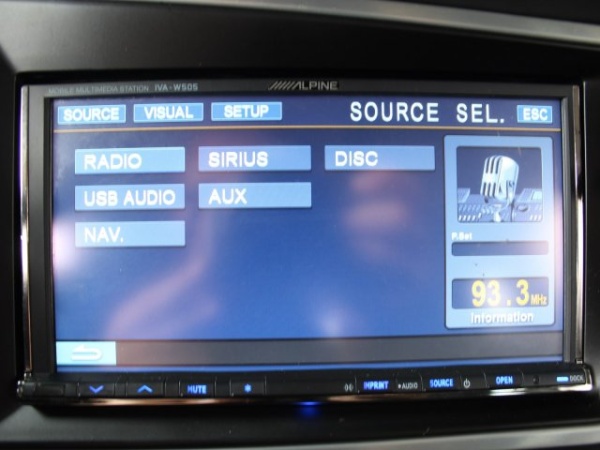 MOBILE MULTIMEDIA STATION IVA-W505 ALPINE
SOURCE VISUAL SETUP SOURCE SEL. ESC
RADIO SIRIUS DISC
USB AUDIO AUX
NAV.
P.Set
93.3 MHz
Information
MUTE IMPRINT AUDIO SOURCE OPEN DOCK